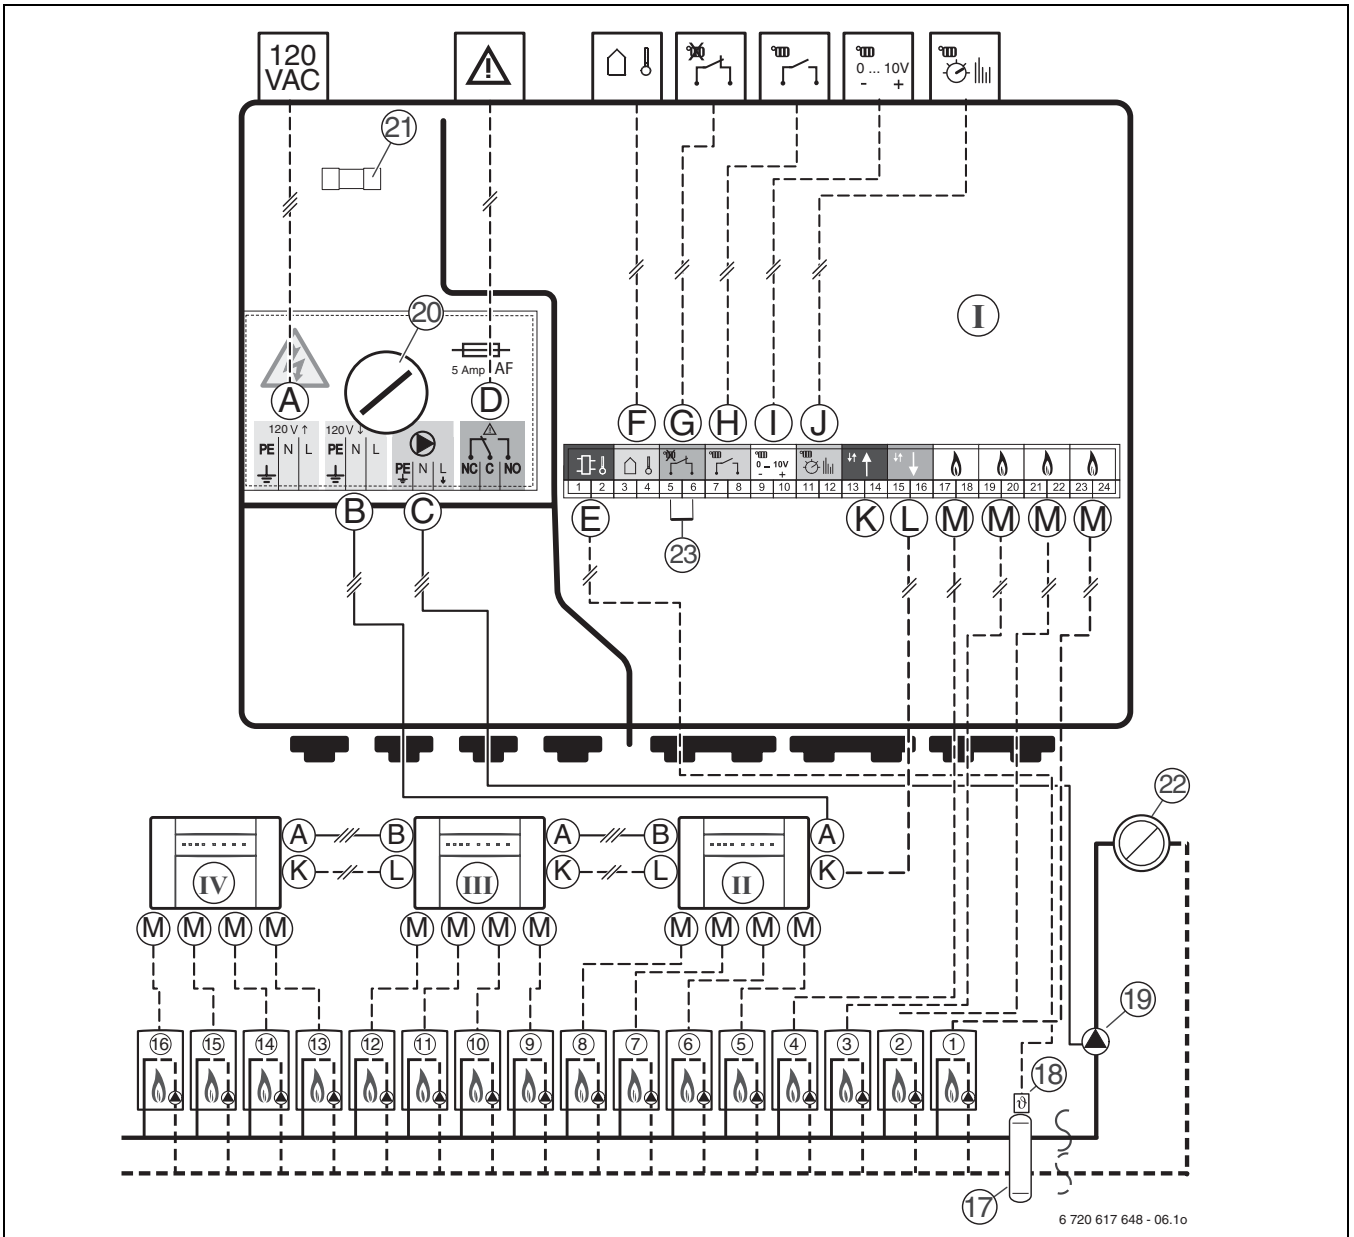 120
VAC
0 ... 10V
- +
21
20
I
5 Amp AF
A
D
F
G
H
I
J
120 V ↑
120V ↓
PE N L
PE N L
PE N L
NC C NO
0 - 10V
- +
1 2 3 4 5 6 7 8 9 10 11 12 13 14 15 16 17 18 19 20 21 22 23 24
B
C
E
K
L
M
M
M
M
23
22
A
B
A
B
A
IV
K
L
III
K
L
II
K
M M M M
M M M M
M M M M
19
16 15 14 13 12 11 10 9 8 7 6 5 4 3 2 1
18
ϑ
17
6 720 617 648 - 06.1o